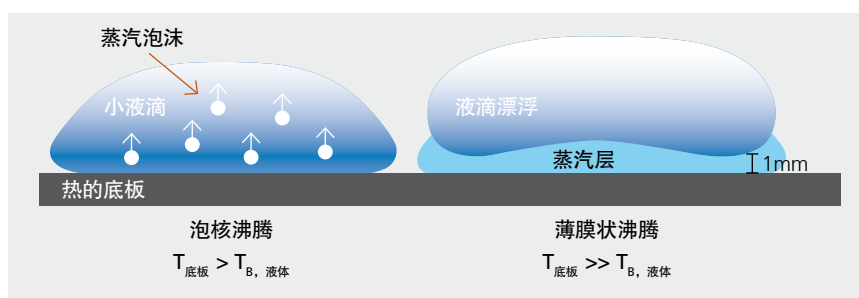 蒸汽泡沫
小液滴
液滴漂浮
蒸汽层
1mm
热的底板
泡核沸腾
薄膜状沸腾
T底板 > TB，液体
T底板 >> TB，液体